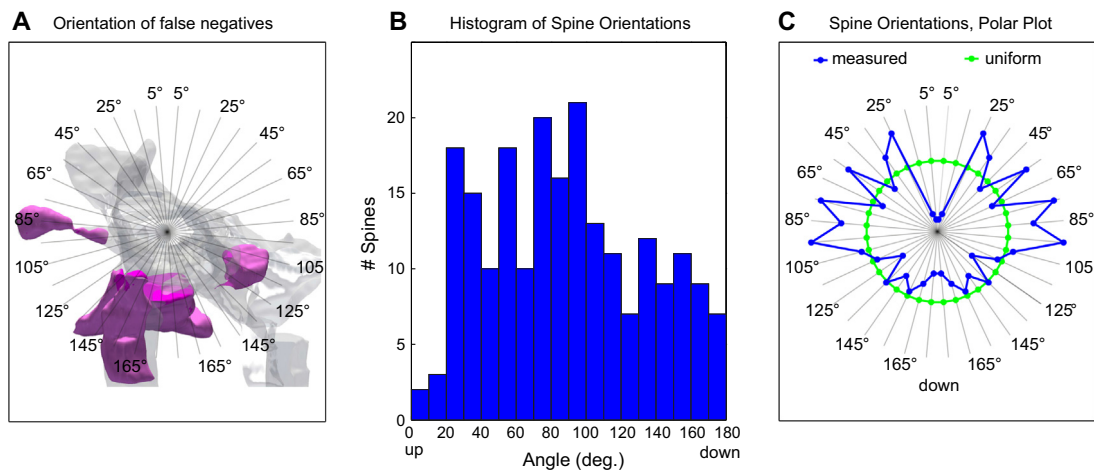 A Orientation of false negatives
5° 5°
25° 25°
45° 45°
65° 65°
85° 85°
105° 105
125° 125°
145° 145°
165° 165°
B Histogram of Spine Orientations
# Spines
20
15
10
5
0
0 20 40 60 80 100 120 140 160 180
up down
Angle (deg.)
C Spine Orientations, Polar Plot
measured uniform
5° 5°
25° 25°
45° 45°
65° 65°
85° 85°
105° 105°
125° 125°
145° 145°
165° 165°
down